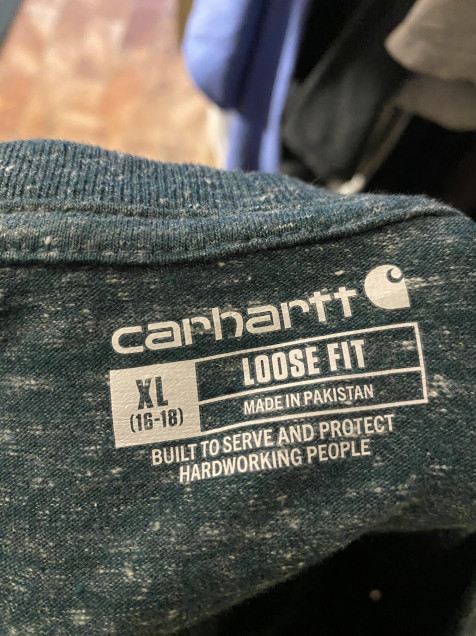 carhartt
XL
(16-18)
LOOSE FIT
MADE IN PAKISTAN
BUILT TO SERVE AND PROTECT
HARDWORKING PEOPLE